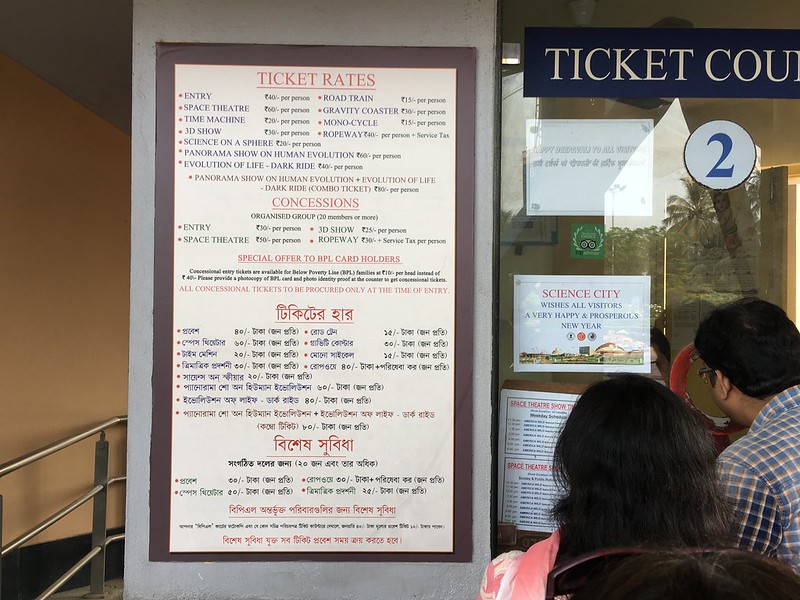 TICKET RATES
ENTRY ₹40/- per person
ROAD TRAIN ₹15/- per person
SPACE THEATRE ₹60/- per person
GRAVITY COASTER ₹30/- per person
TIME MACHINE ₹20/- per person
MONO-CYCLE ₹15/- per person
3D SHOW ₹30/- per person
ROPEWAY ₹40/- per person + Service Tax
SCIENCE ON A SPHERE ₹20/- per person
PANORAMA SHOW ON HUMAN EVOLUTION ₹60/- per person
EVOLUTION OF LIFE - DARK RIDE ₹40/- per person
PANORAMA SHOW ON HUMAN EVOLUTION + EVOLUTION OF LIFE
- DARK RIDE (COMBO TICKET) ₹80/- per person
CONCESSIONS
ORGANISED GROUP (20 members or more)
ENTRY ₹30/- per person
3D SHOW ₹25/- per person
SPACE THEATRE ₹50/- per person
ROPEWAY ₹30/- + Service Tax per person
SPECIAL OFFER TO BPL CARD HOLDERS
Concessional entry tickets are available for Below Poverty Line (BPL) families at ₹10/- per head instead of
₹ 40/- Please provide a photocopy of BPL card and photo identity proof at the counter to get concessional tickets.
ALL CONCESSIONAL TICKETS TO BE PROCURED ONLY AT THE TIME OF ENTRY.
টিকিটের হার
প্রবেশ ৪০/- টাকা (জন প্রতি)
রোড ট্রেন ১৫/- টাকা (জন প্রতি)
স্পেস থিয়েটার ৬০/- টাকা (জন প্রতি)
গ্রাভিটি কোস্টার ৩০/- টাকা (জন প্রতি)
টাইম মেশিন ২০/- টাকা (জন প্রতি)
মোনো সাইকেল ১৫/- টাকা (জন প্রতি)
ত্রিমাত্রিক প্রদর্শনী ৩০/- টাকা (জন প্রতি)
রোপওয়ে ৪০/- টাকা+পরিষেবা কর (জন প্রতি)
সায়েন্স অন্ স্ফীয়ার ২০/- টাকা (জন প্রতি)
প্যানোরামা শো অন হিউম্যান ইভোলিউশন ৬০/- টাকা (জন প্রতি)
ইভোলিউশন অফ্ লাইফ - ডার্ক রাইড ৪০/- টাকা (জন প্রতি)
প্যানোরামা শো অন হিউম্যান ইভোলিউশন + ইভোলিউশন অফ লাইফ - ডার্ক রাইড
(কম্বো টিকিট) ৮০/- টাকা (জন প্রতি)
বিশেষ সুবিধা
সংগঠিত দলের জন্য (২০ জন এবং তার অধিক)
প্রবেশ ৩০/- টাকা (জন প্রতি)
রোপওয়ে ৩০/- টাকা+পরিষেবা কর (জন প্রতি)
স্পেস থিয়েটার ৫০/- টাকা (জন প্রতি)
ত্রিমাত্রিক প্রদর্শনী ২৫/- টাকা (জন প্রতি)
বিপিএল অন্তর্ভুক্ত পরিবারগুলির জন্য বিশেষ সুবিধা
বিশেষ সুবিধা যুক্ত সব টিকিট প্রবেশ সময় ক্রয় করতে হবে।
TICKET COU
2
HAPPY DEEPAWALI TO ALL VISITORS
SCIENCE CITY
WISHES ALL VISITORS
A VERY HAPPY & PROSPEROUS
NEW YEAR
SPACE THEATRE SHOW TIM
Weekday Schedule
SPACE THEATRE SHOW